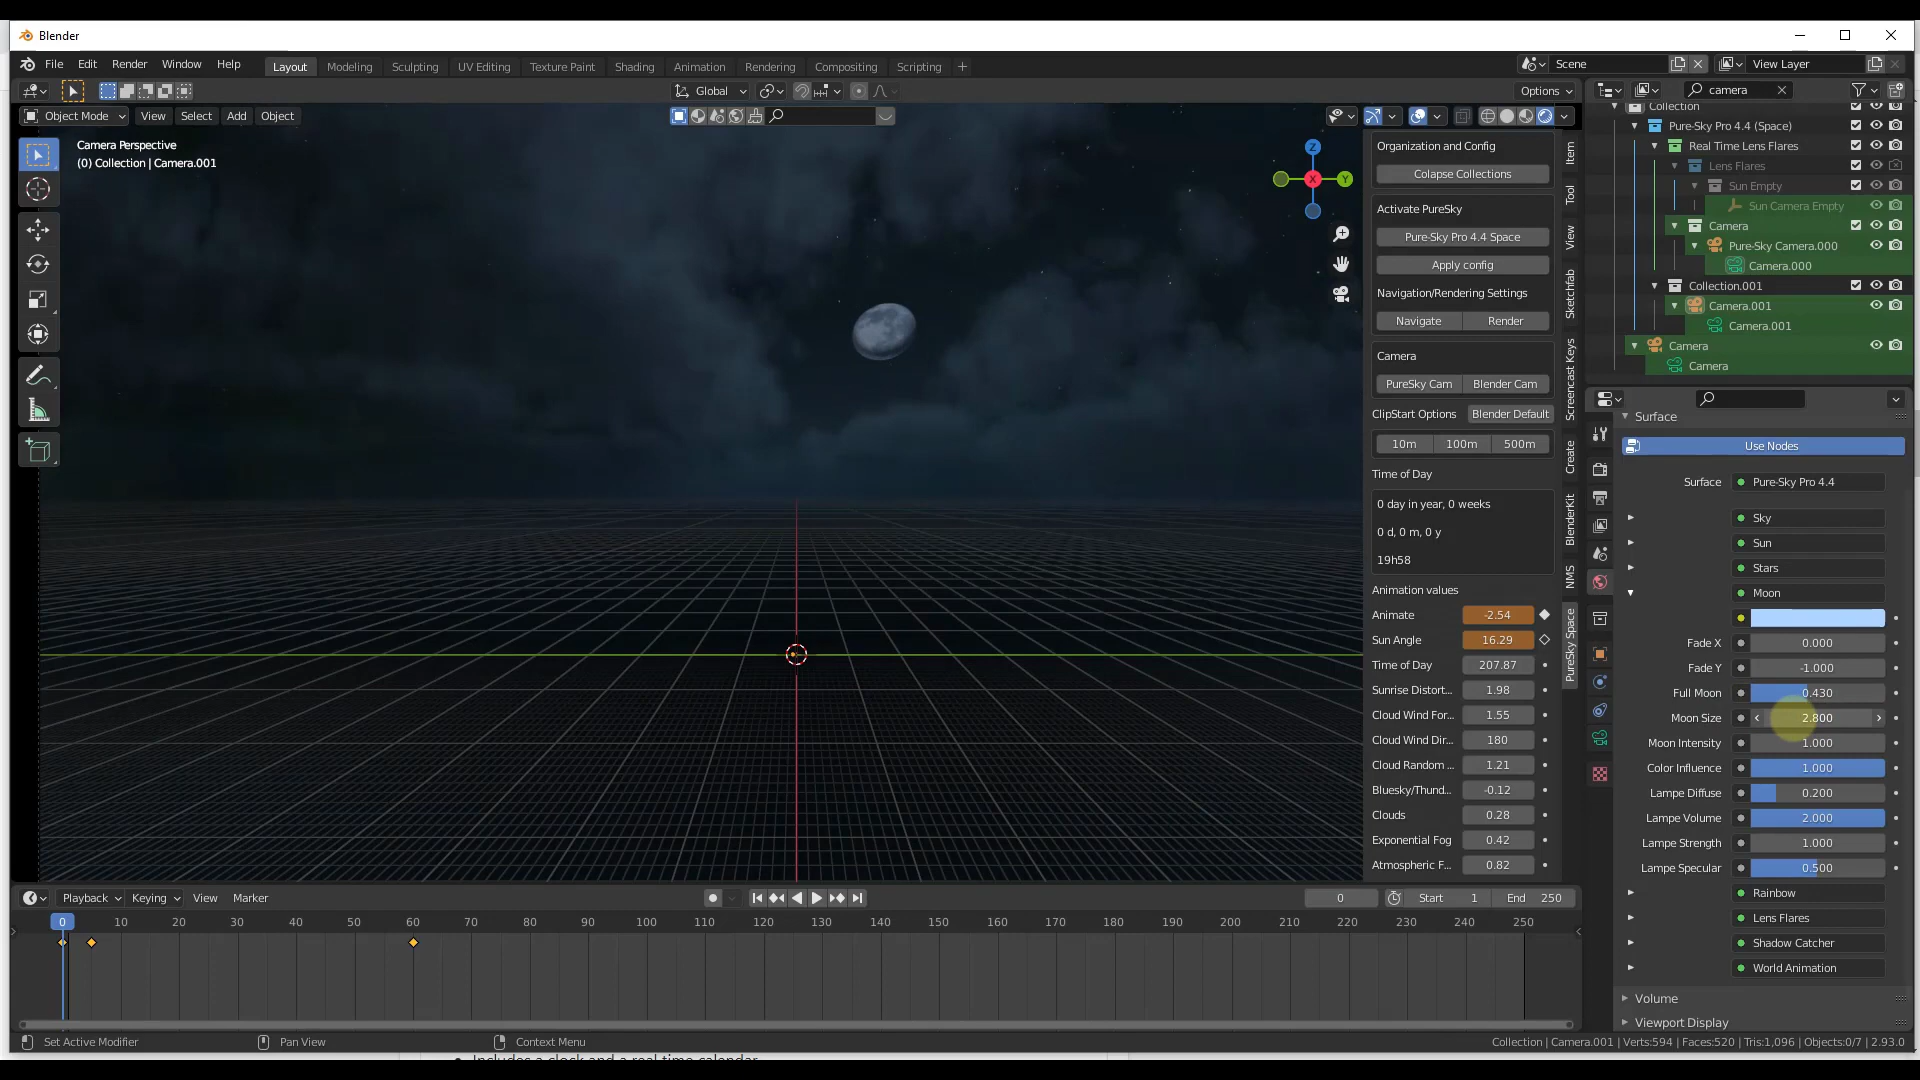 Blender
File Edit Render Window Help Layout Modeling Sculpting UV Editing Texture Paint Shading Animation Rendering Compositing Scripting + Scene View Layer
Global Options camera
Object Mode View Select Add Object
Camera Perspective
(0) Collection | Camera.001
Z
X
Y
Organization and Config
Colapse Collections
Activate PureSky
Pure-Sky Pro 4.4 Space
Apply config
Navigation/Rendering Settings
Navigate Render
Camera
PureSky Cam Blender Cam
ClipStart Options Blender Default
10m 100m 500m
Time of Day
0 day in year, 0 weeks
0 d, 0 m, 0 y
19h58
Animation values
Animate -2.54
Sun Angle 16.29
Time of Day 207.87
Sunrise Distort... 1.98
Cloud Wind For... 1.55
Cloud Wind Dir... 180
Cloud Random ... 1.21
Bluesky/Thund... -0.12
Clouds 0.28
Exponential Fog 0.42
Atmospheric F... 0.82
Item
Tool
View
Sketchfab
Screencast Keys
Create
BlenderKit
NMS
PureSky Space
Collection
Pure-Sky Pro 4.4 (Space)
Real Time Lens Flares
Lens Flares
Sun Empty
Sun Camera Empty
Camera
Pure-Sky Camera.000
Camera.000
Collection.001
Camera.001
Camera.001
Camera
Camera
Surface
Use Nodes
Surface Pure-Sky Pro 4.4
Sky
Sun
Stars
Moon
Fade X 0.000
Fade Y -1.000
Full Moon 0.430
Moon Size 2.800
Moon Intensity 1.000
Color Influence 1.000
Lampe Diffuse 0.200
Lampe Volume 2.000
Lampe Strength 1.000
Lampe Specular 0.500
Rainbow
Lens Flares
Shadow Catcher
World Animation
Volume
Viewport Display
Playback Keying View Marker 0 Start 1 End 250
0 10 20 30 40 50 60 70 80 90 100 110 120 130 140 150 160 170 180 190 200 210 220 230 240 250
Set Active Modifier Pan View Context Menu Collection | Camera.001 | Verts:594 | Faces:520 | Tris:1,096 | Objects:0/7 | 2.93.0
Includes a clock and a real time calendar